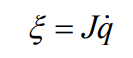 ξ = Jq̇